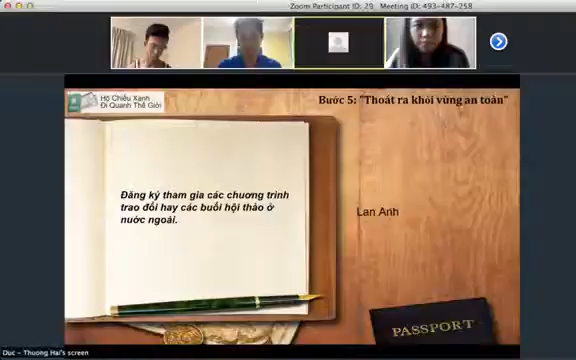 Zoom Participant ID: 29 Meeting ID: 493-487-258
Hộ Chiếu Xanh
Đi Quanh Thế Giới
Bước 5: "Thoát ra khỏi vùng an toàn"
Đăng ký tham gia các chương trình
trao đổi hay các buổi hội thảo ở
nước ngoài.
Lan Anh
PASSPORT
Duc – Thuong Hai's screen